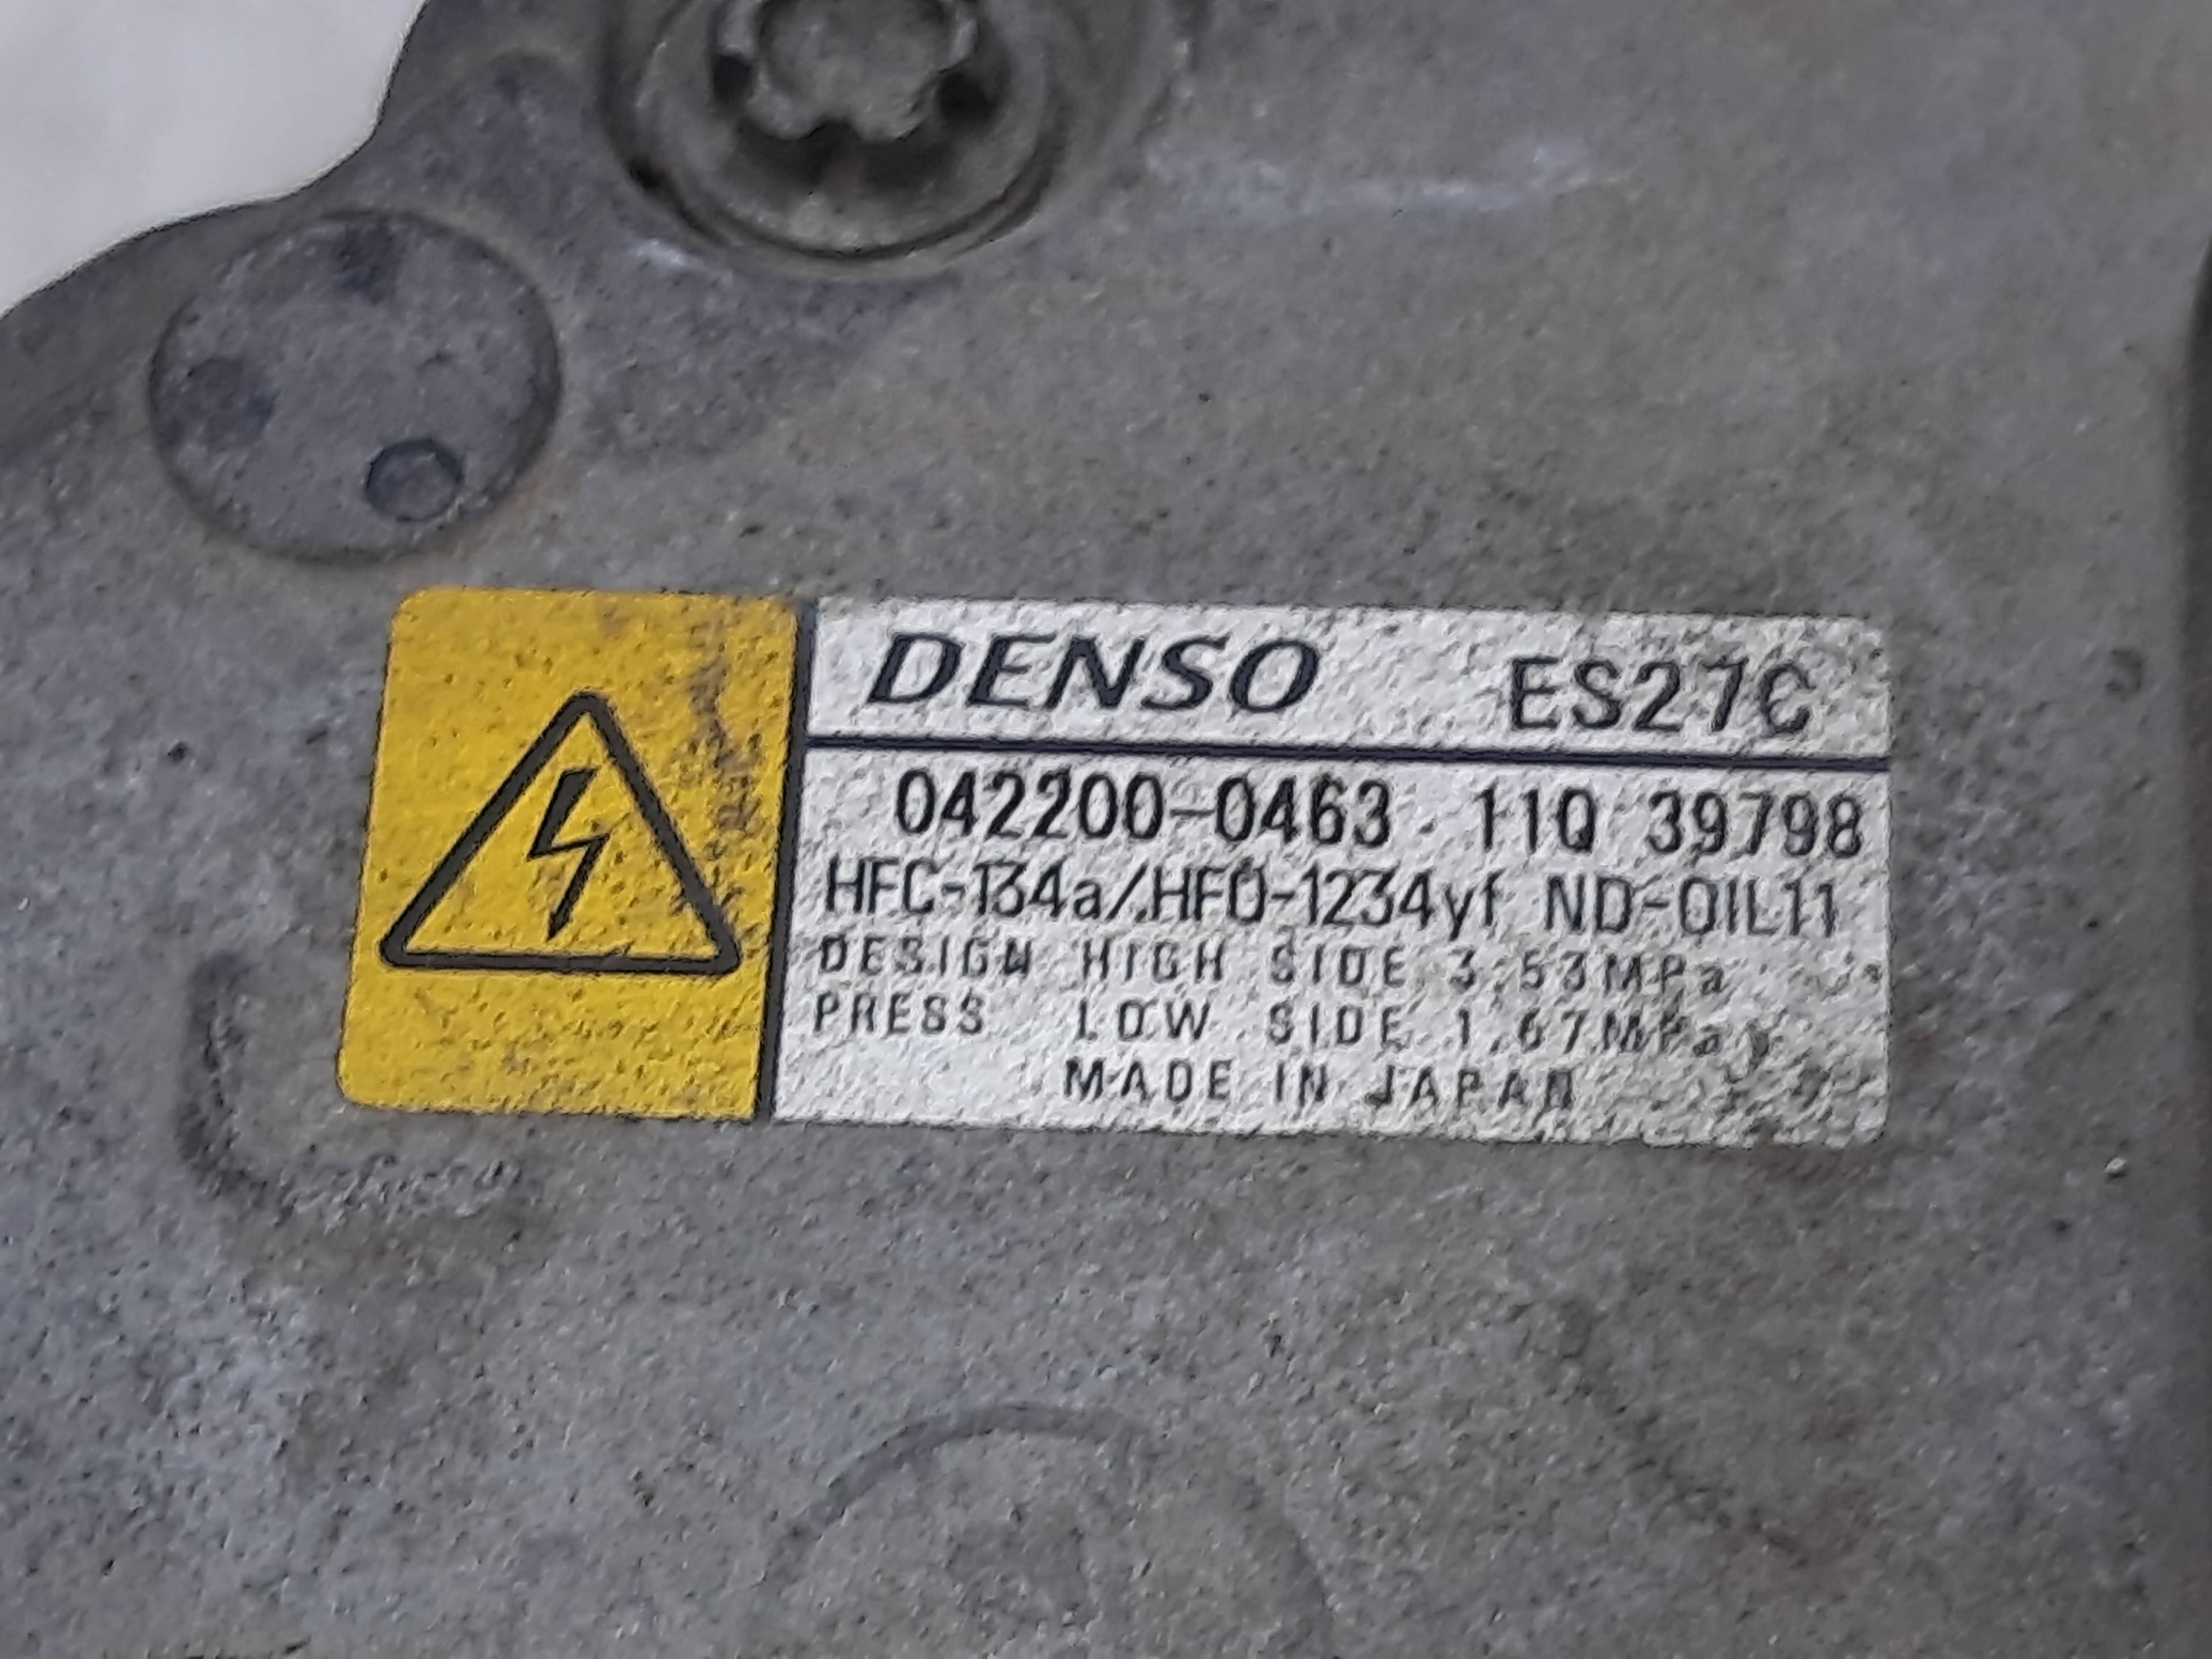 DENSO ES27C
042200-0463 11Q 39798
HFC-134a/HFO-1234yf ND-OIL11
DESIGN HIGH SIDE 3.53MPa
PRESS LOW SIDE 1.67MPa
MADE IN JAPAN